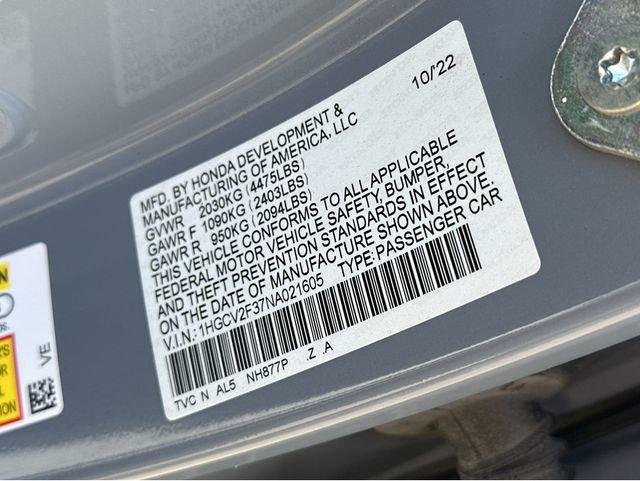 10/'22
MFD. BY HONDA DEVELOPMENT &
MANUFACTURING OF AMERICA, LLC
GVWR 2030KG (4475LBS)
GAWR F 1090KG (2403LBS)
GAWR R 950KG (2094LBS)
THIS VEHICLE CONFORMS TO ALL APPLICABLE
FEDERAL MOTOR VEHICLE SAFETY, BUMPER,
AND THEFT PREVENTION STANDARDS IN EFFECT
ON THE DATE OF MANUFACTURE SHOWN ABOVE.
V.I.N.: 1HGCV2F37NA021605 TYPE: PASSENGER CAR
TVC N AL5 NH877P Z .A
VE